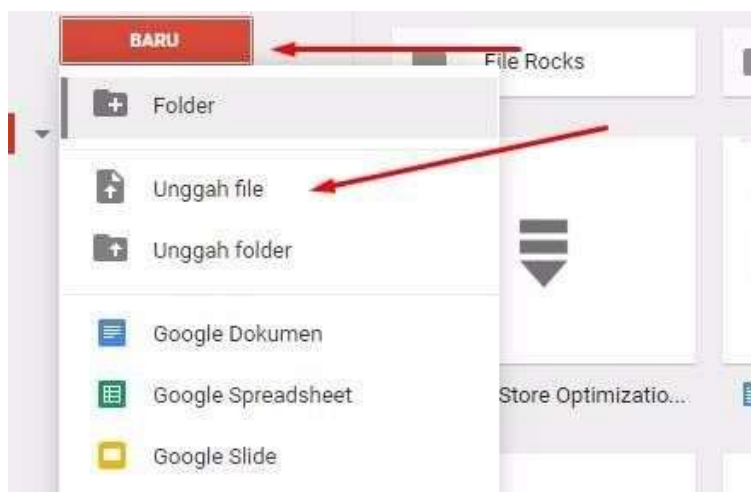 BARU
File Rocks
Folder
Unggah file
Unggah folder
Google Dokumen
Google Spreadsheet
Store Optimizatio...
Google Slide